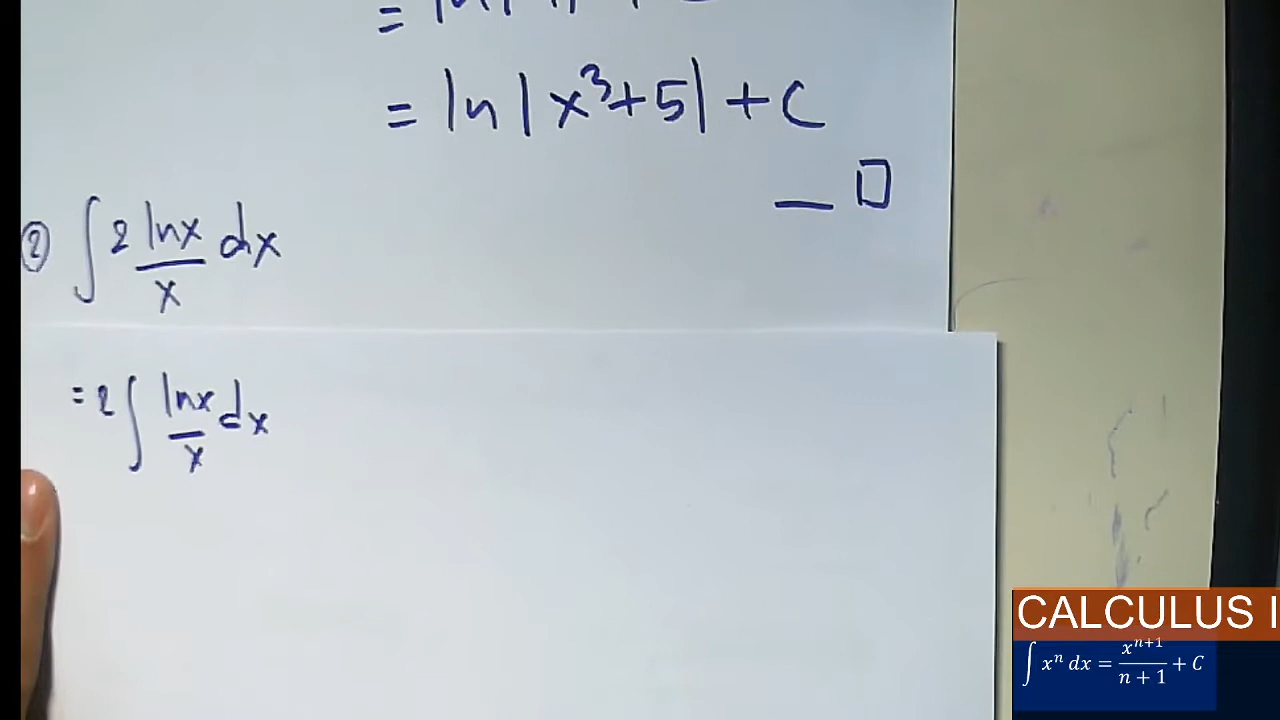 = ln |x³+5| + C
② ∫ 2 lnx/x dx
= 2 ∫ lnx/x dx
CALCULUS I
∫ xⁿ dx = xⁿ⁺¹/(n + 1) + C